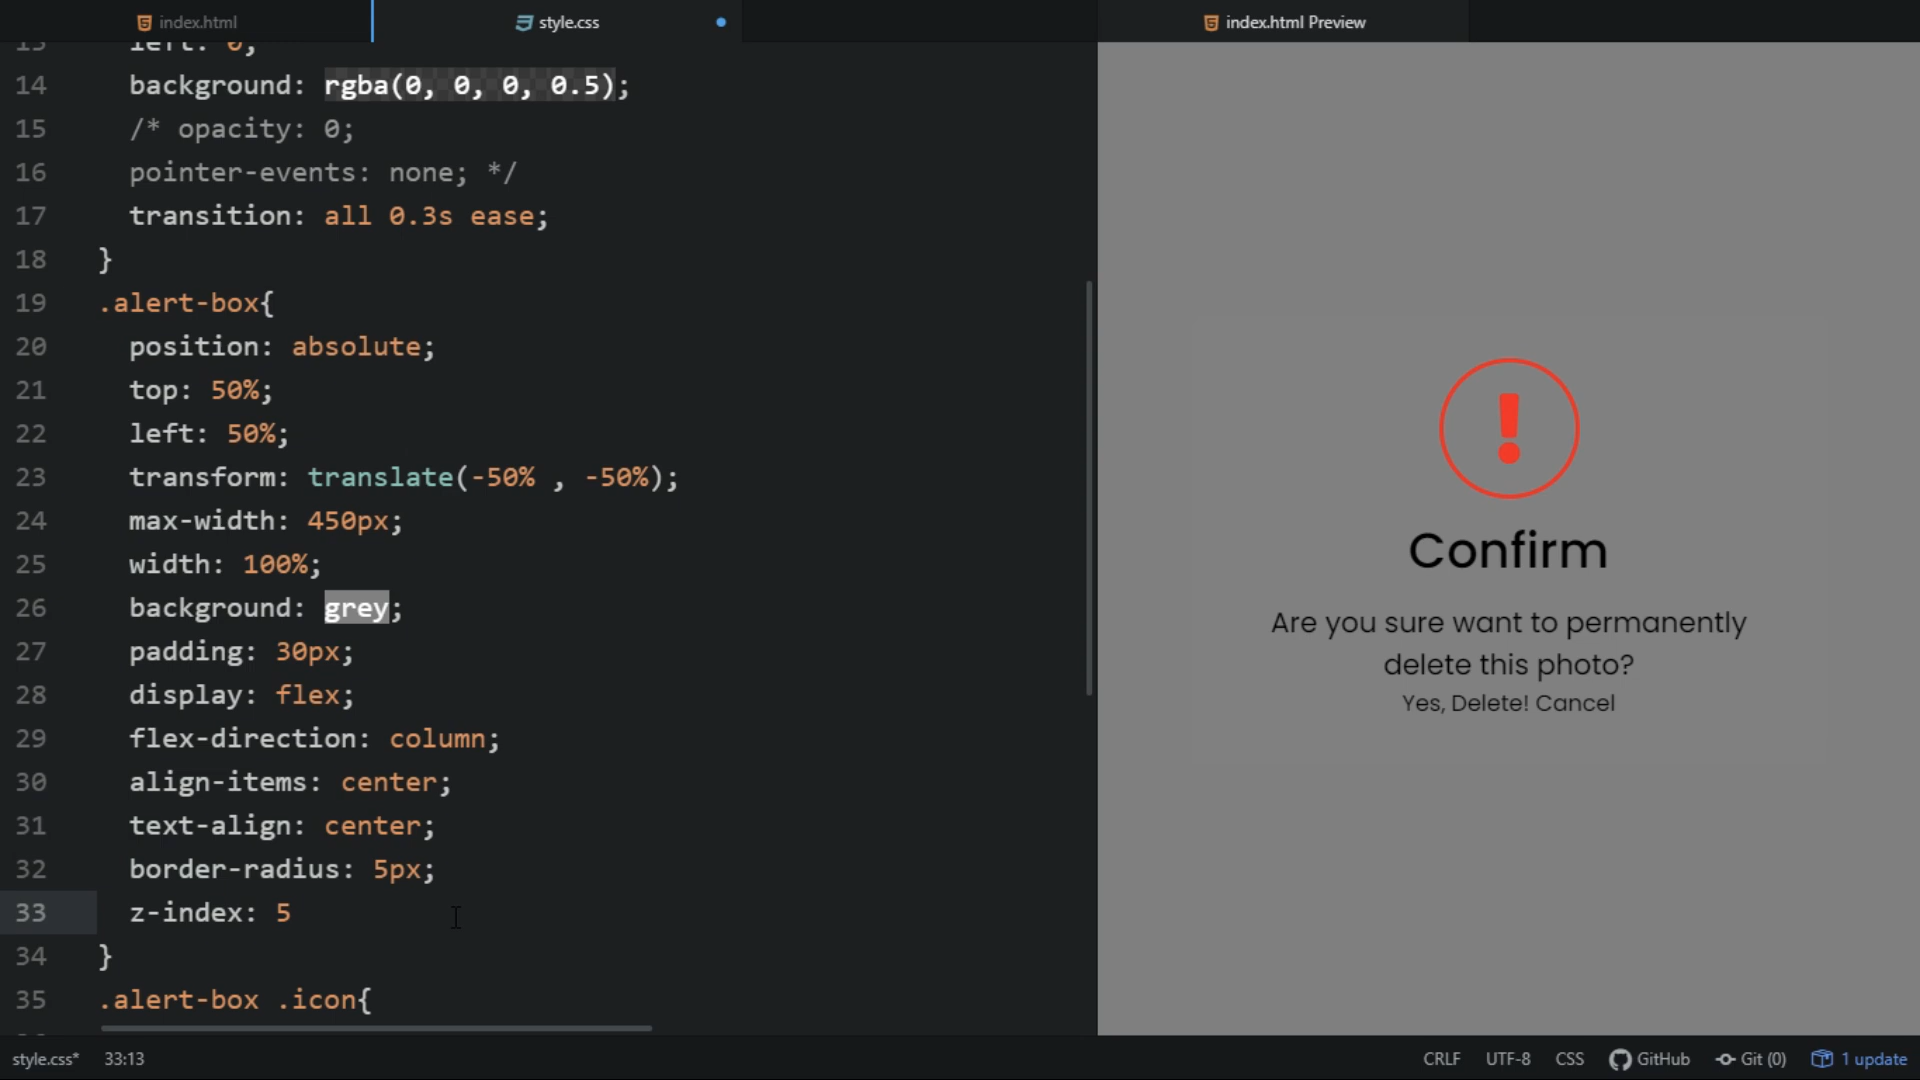 index.html
style.css
index.html Preview
13 left: 0;
14 background: rgba(0, 0, 0, 0.5);
15 /* opacity: 0;
16 pointer-events: none; */
17 transition: all 0.3s ease;
18 }
19 .alert-box{
20 position: absolute;
21 top: 50%;
22 left: 50%;
23 transform: translate(-50% , -50%);
24 max-width: 450px;
25 width: 100%;
26 background: grey;
27 padding: 30px;
28 display: flex;
29 flex-direction: column;
30 align-items: center;
31 text-align: center;
32 border-radius: 5px;
33 z-index: 5
34 }
35 .alert-box .icon{
!
Confirm
Are you sure want to permanently
delete this photo?
Yes, Delete! Cancel
style.css* 33:13
CRLF UTF-8 CSS GitHub Git (0) 1 update